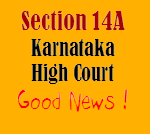 Section 14A
Karnataka
High Court
Good News !